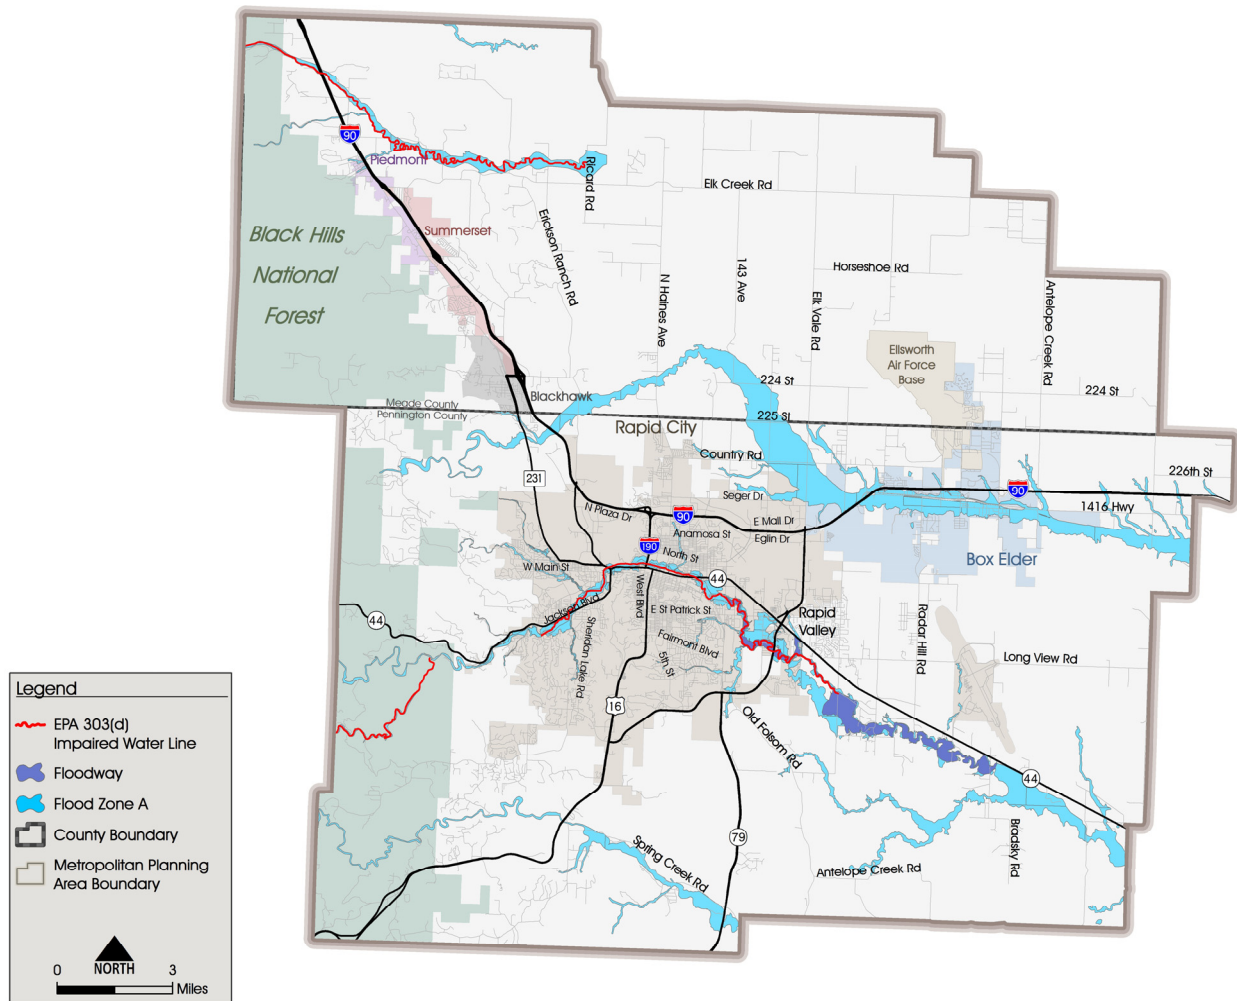 90
Piedmont
Ricard Rd
Elk Creek Rd
Summerset
Black Hills
National
Forest
Erickson Ranch Rd
N Haines Ave
143 Ave
Horseshoe Rd
Elk Vale Rd
Antelope Creek Rd
Ellsworth
Air Force
Base
224 St
224 St
Blackhawk
Meade County
Pennington County
225 St
Rapid City
Country Rd
226th St
231
Seger Dr
90
1416 Hwy
N Plaza Dr
90
E Mall Dr
Anamosa St
Eglin Dr
190
North St
Box Elder
W Main St
44
West Blvd
Jackson Blvd
E St Patrick St
Rapid
Valley
44
Sheridan Lake Rd
Fairmont Blvd
5th St
Radar Hill Rd
Long View Rd
16
Old Folsom Rd
44
79
Spring Creek Rd
Antelope Creek Rd
Bradsky Rd
Legend
EPA 303(d)
Impaired Water Line
Floodway
Flood Zone A
County Boundary
Metropolitan Planning
Area Boundary
NORTH
0 3
Miles